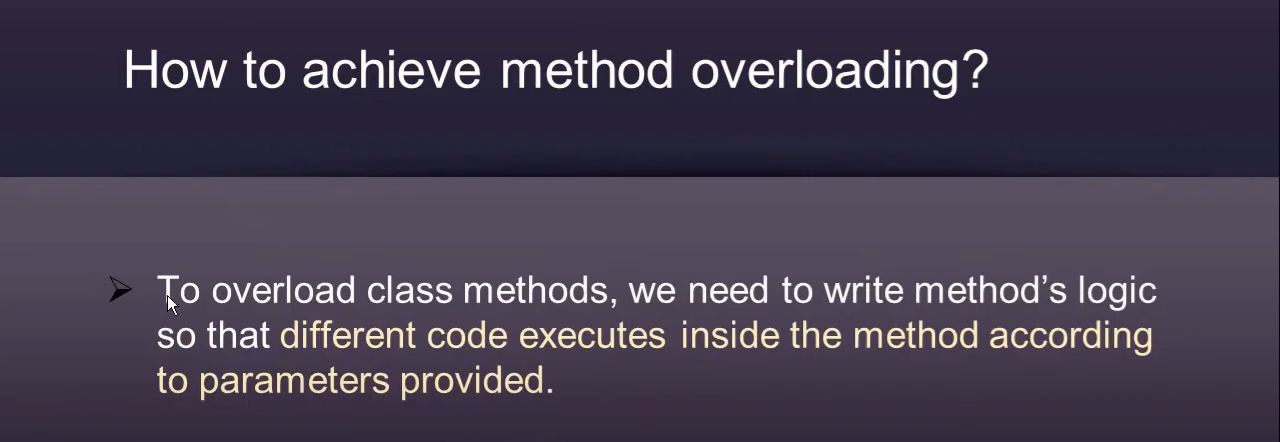 How to achieve method overloading?
To overload class methods, we need to write method’s logic
so that different code executes inside the method according
to parameters provided.